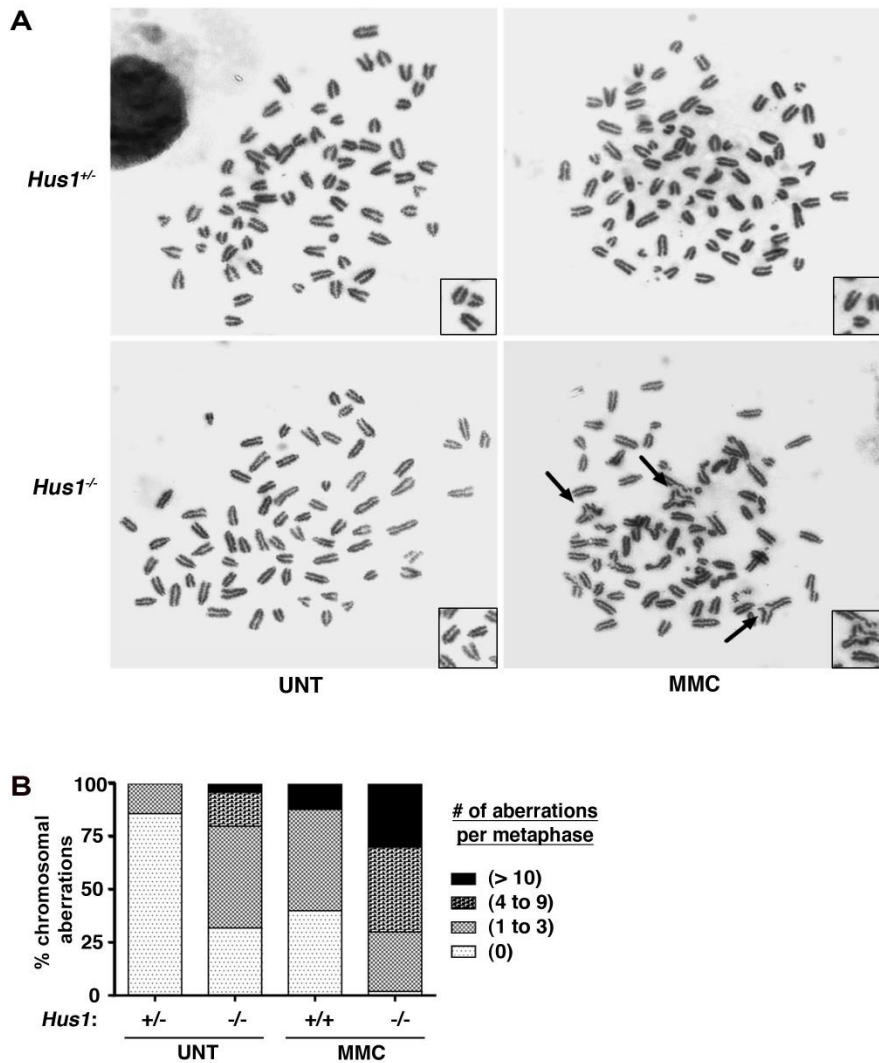 A
Hus1+/-
Hus1-/-
UNT
MMC
B
% chromosomal
aberrations
100
75
50
25
0
# of aberrations
per metaphase
(> 10)
(4 to 9)
(1 to 3)
(0)
Hus1: +/- -/- +/+ -/-
UNT MMC